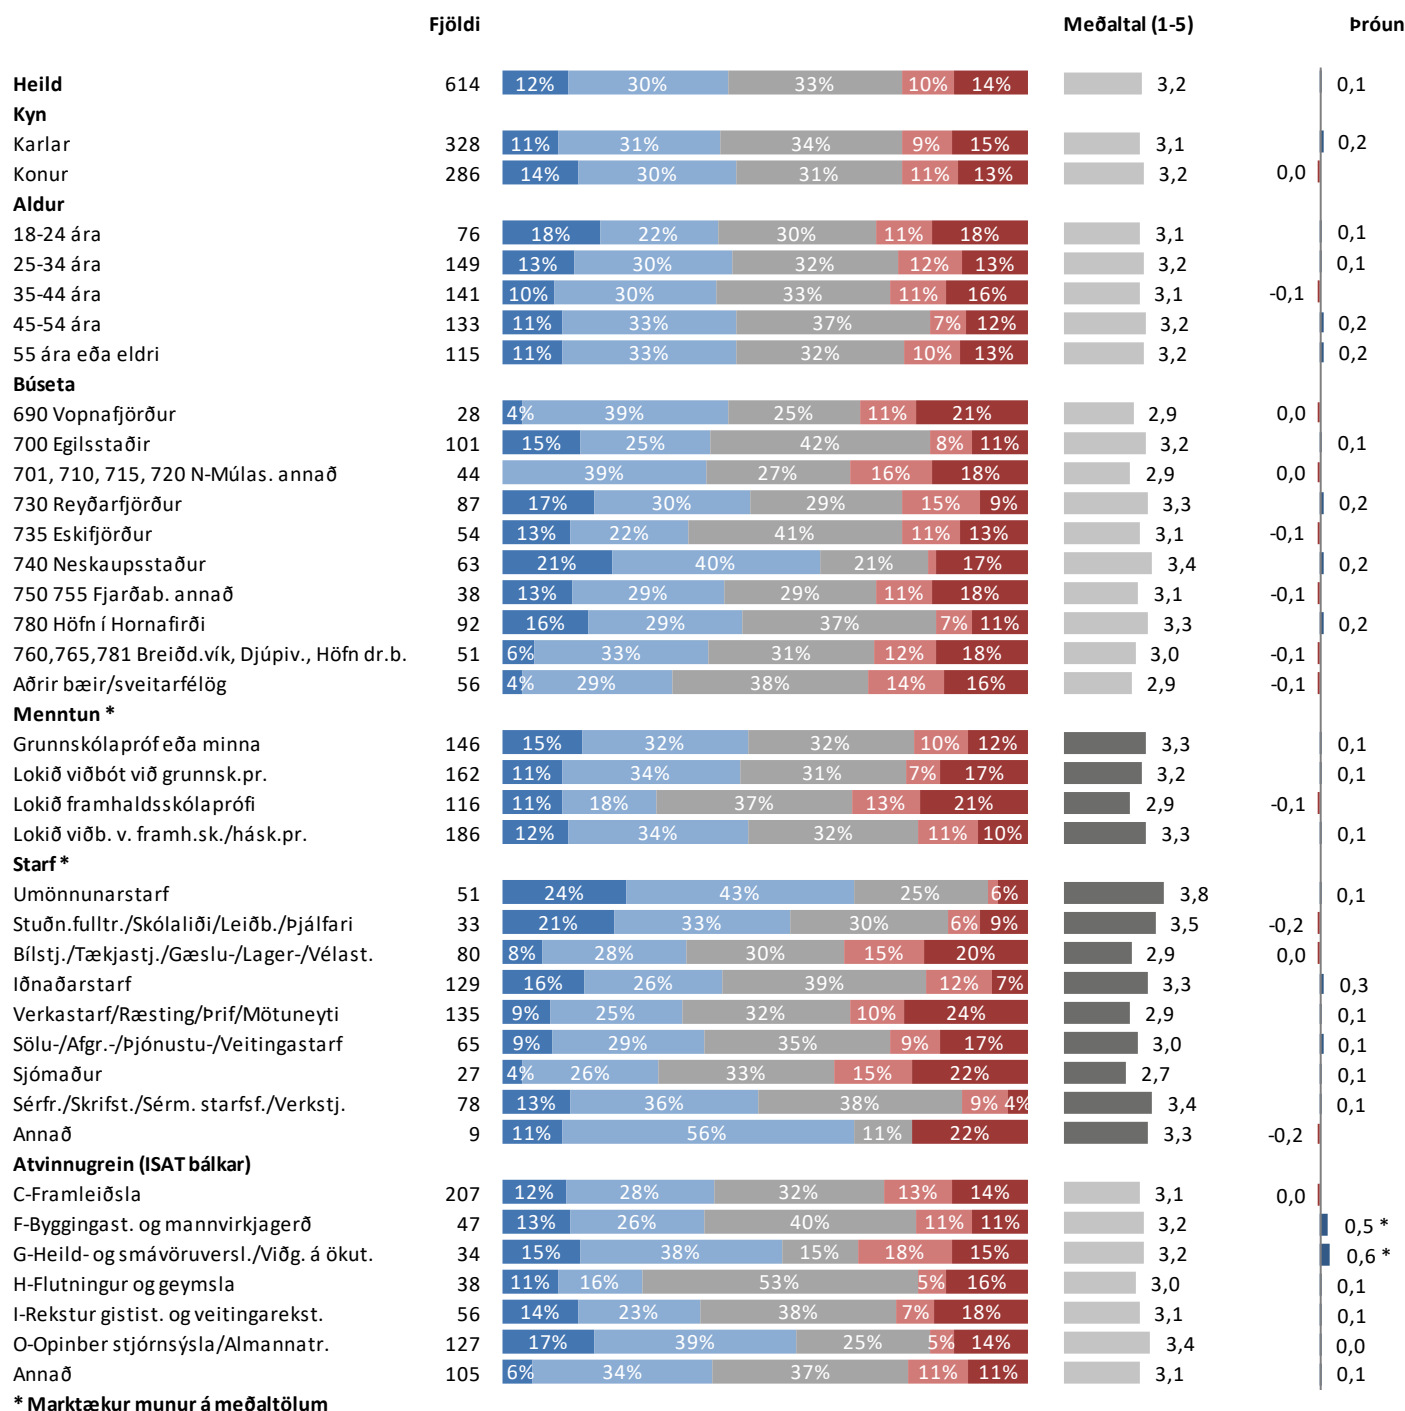 Fjöldi Meðaltal (1-5) Þróun
Heild 614 12% 30% 33% 10% 14% 3,2 0,1
Kyn
Karlar 328 11% 31% 34% 9% 15% 3,1 0,2
Konur 286 14% 30% 31% 11% 13% 3,2 0,0
Aldur
18-24 ára 76 18% 22% 30% 11% 18% 3,1 0,1
25-34 ára 149 13% 30% 32% 12% 13% 3,2 0,1
35-44 ára 141 10% 30% 33% 11% 16% 3,1 -0,1
45-54 ára 133 11% 33% 37% 7% 12% 3,2 0,2
55 ára eða eldri 115 11% 33% 32% 10% 13% 3,2 0,2
Búseta
690 Vopnafjörður 28 4% 39% 25% 11% 21% 2,9 0,0
700 Egilsstaðir 101 15% 25% 42% 8% 11% 3,2 0,1
701, 710, 715, 720 N-Múlas. annað 44 39% 27% 16% 18% 2,9 0,0
730 Reyðarfjörður 87 17% 30% 29% 15% 9% 3,3 0,2
735 Eskifjörður 54 13% 22% 41% 11% 13% 3,1 -0,1
740 Neskaupsstaður 63 21% 40% 21% 17% 3,4 0,2
750 755 Fjarðab. annað 38 13% 29% 29% 11% 18% 3,1 -0,1
780 Höfn í Hornafirði 92 16% 29% 37% 7% 11% 3,3 0,2
760,765,781 Breiðd.vík, Djúpiv., Höfn dr.b. 51 6% 33% 31% 12% 18% 3,0 -0,1
Aðrir bæir/sveitarfélög 56 4% 29% 38% 14% 16% 2,9 -0,1
Menntun *
Grunnskólapróf eða minna 146 15% 32% 32% 10% 12% 3,3 0,1
Lokið viðbót við grunnsk.pr. 162 11% 34% 31% 7% 17% 3,2 0,1
Lokið framhaldsskólaprófi 116 11% 18% 37% 13% 21% 2,9 -0,1
Lokið viðb. v. framh.sk./hásk.pr. 186 12% 34% 32% 11% 10% 3,3 0,1
Starf *
Umönnunarstarf 51 24% 43% 25% 6% 3,8 0,1
Stuðn.fulltr./Skólaliði/Leiðb./Þjálfari 33 21% 33% 30% 6% 9% 3,5 -0,2
Bílstj./Tækjastj./Gæslu-/Lager-/Vélast. 80 8% 28% 30% 15% 20% 2,9 0,0
Iðnaðarstarf 129 16% 26% 39% 12% 7% 3,3 0,3
Verkastarf/Ræsting/Þrif/Mötuneyti 135 9% 25% 32% 10% 24% 2,9 0,1
Sölu-/Afgr.-/Þjónustu-/Veitingastarf 65 9% 29% 35% 9% 17% 3,0 0,1
Sjómaður 27 4% 26% 33% 15% 22% 2,7 0,1
Sérfr./Skrifst./Sérm. starfsf./Verkstj. 78 13% 36% 38% 9% 4% 3,4 0,1
Annað 9 11% 56% 11% 22% 3,3 -0,2
Atvinnugrein (ISAT bálkar)
C-Framleiðsla 207 12% 28% 32% 13% 14% 3,1 0,0
F-Byggingast. og mannvirkjagerð 47 13% 26% 40% 11% 11% 3,2 0,5 *
G-Heild- og smávöruversl./Viðg. á ökut. 34 15% 38% 15% 18% 15% 3,2 0,6 *
H-Flutningur og geymsla 38 11% 16% 53% 5% 16% 3,0 0,1
I-Rekstur gistist. og veitingarekst. 56 14% 23% 38% 7% 18% 3,1 0,1
O-Opinber stjórnsýsla/Almannatr. 127 17% 39% 25% 5% 14% 3,4 0,0
Annað 105 6% 34% 37% 11% 11% 3,1 0,1
* Marktækur munur á meðaltölum